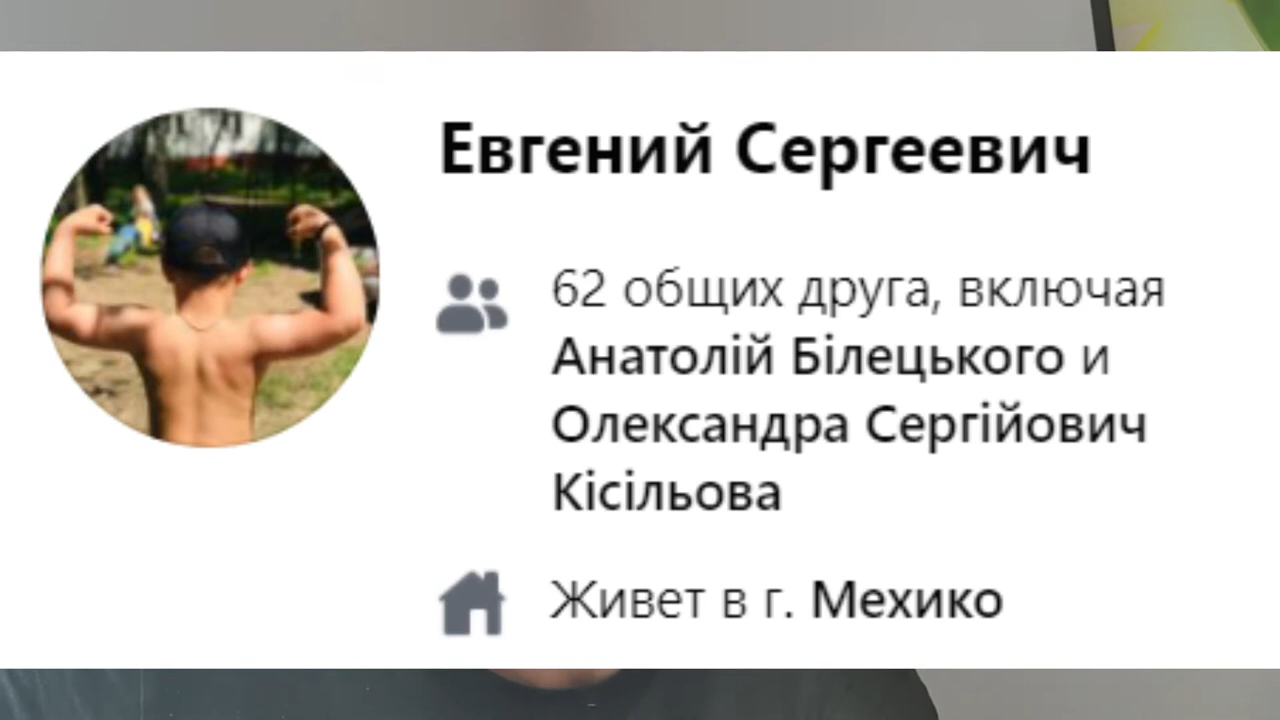 Евгений Сергеевич
62 общих друга, включая
Анатолій Білецького и
Олександра Сергійович
Кісільова
Живет в г. Мехико